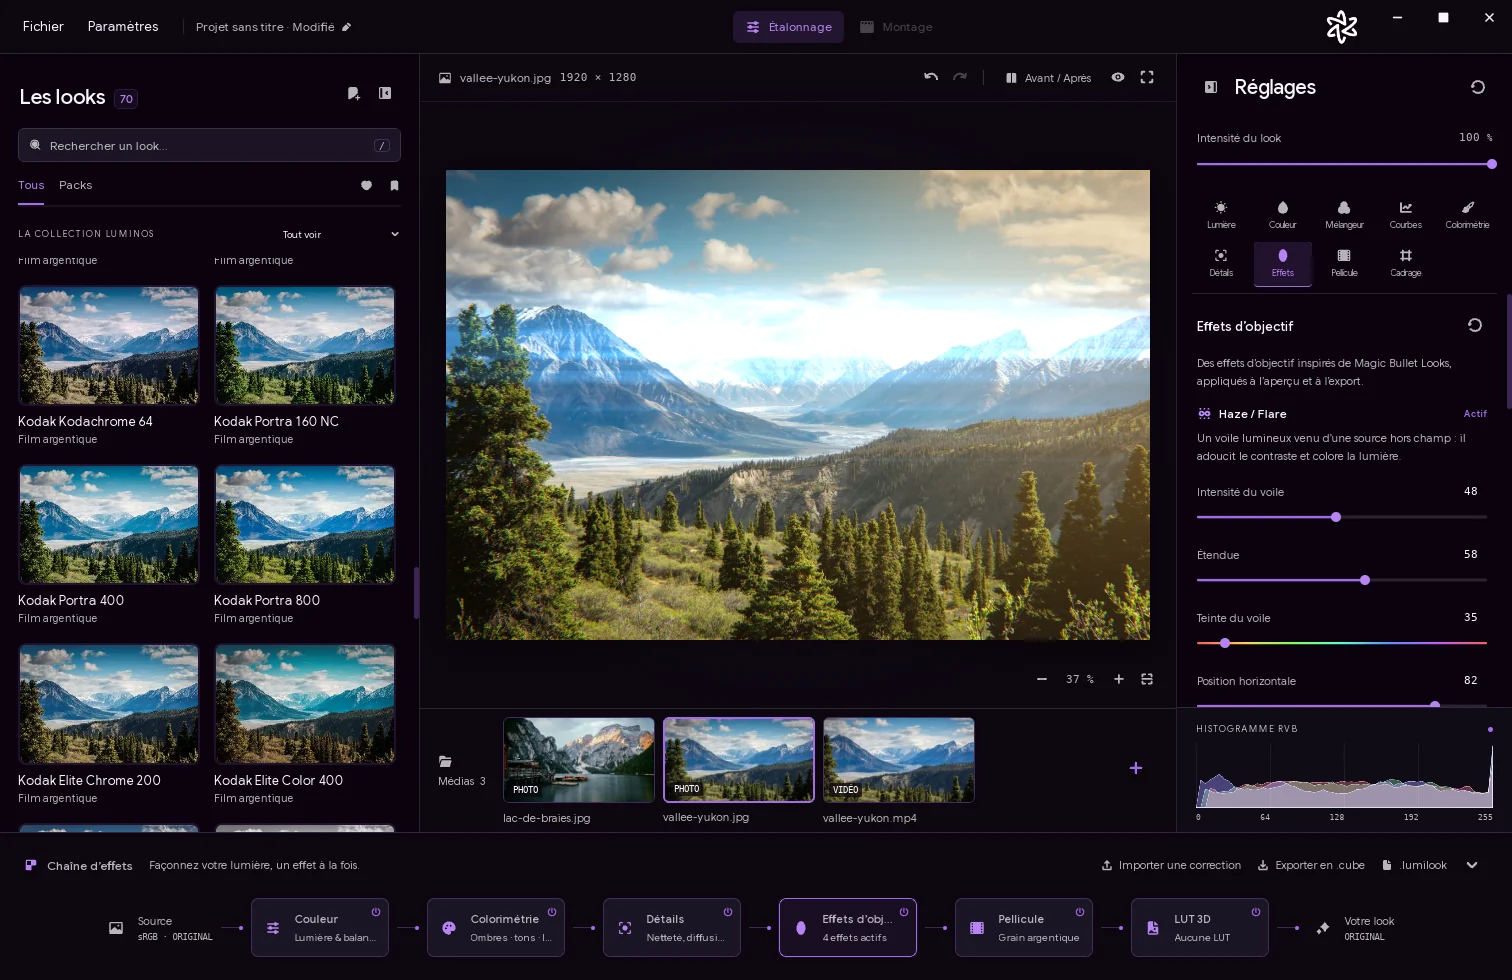 Fichier
Paramètres
Projet sans titre · Modifié
Étalonnage
Montage
Les looks
70
Rechercher un look...
/
Tous
Packs
LA COLLECTION LUMINOS
Tout voir
Film argentique
Film argentique
Kodak Kodachrome 64
Film argentique
Kodak Portra 160 NC
Film argentique
Kodak Portra 400
Film argentique
Kodak Portra 800
Film argentique
Kodak Elite Chrome 200
Film argentique
Kodak Elite Color 400
Film argentique
vallee-yukon.jpg
1920 × 1280
Avant / Après
37 %
Médias 3
PHOTO
lac-de-braies.jpg
PHOTO
vallee-yukon.jpg
VIDÉO
vallee-yukon.mp4
Réglages
Intensité du look
100 %
Lumière
Couleur
Mélangeur
Courbes
Colorimétrie
Détails
Effets
Pellicule
Cadrage
Effets d'objectif
Des effets d'objectif inspirés de Magic Bullet Looks,
appliqués à l'aperçu et à l'export.
Haze / Flare
Actif
Un voile lumineux venu d'une source hors champ : il
adoucit le contraste et colore la lumière.
Intensité du voile
48
Étendue
58
Teinte du voile
35
Position horizontale
82
HISTOGRAMME RVB
0
64
128
192
255
Chaîne d'effets
Façonnez votre lumière, un effet à la fois.
Importer une correction
Exporter en .cube
.lumilook
Source
sRGB · ORIGINAL
Couleur
Lumière & balan...
Colorimétrie
Ombres · tons · l...
Détails
Netteté, diffusi...
Effets d'obj...
4 effets actifs
Pellicule
Grain argentique
LUT 3D
Aucune LUT
Votre look
ORIGINAL